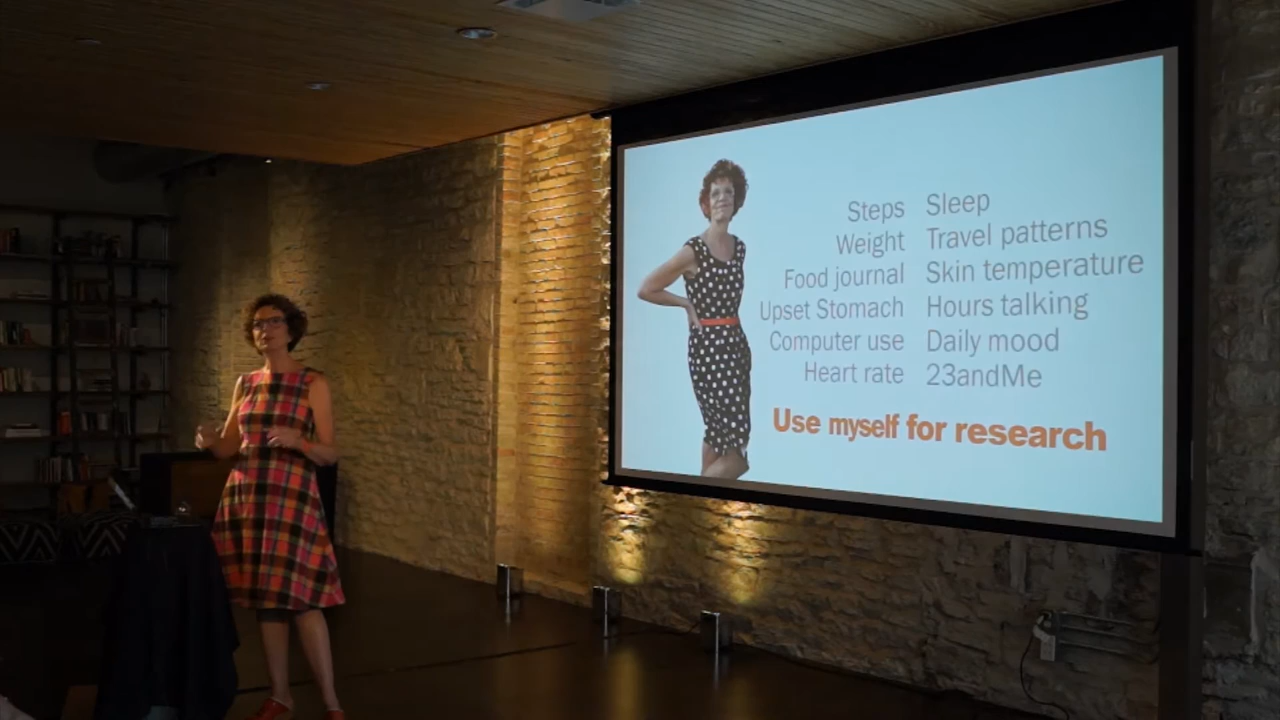 Steps Sleep
Weight Travel patterns
Food journal Skin temperature
Upset Stomach Hours talking
Computer use Daily mood
Heart rate 23andMe
Use myself for research